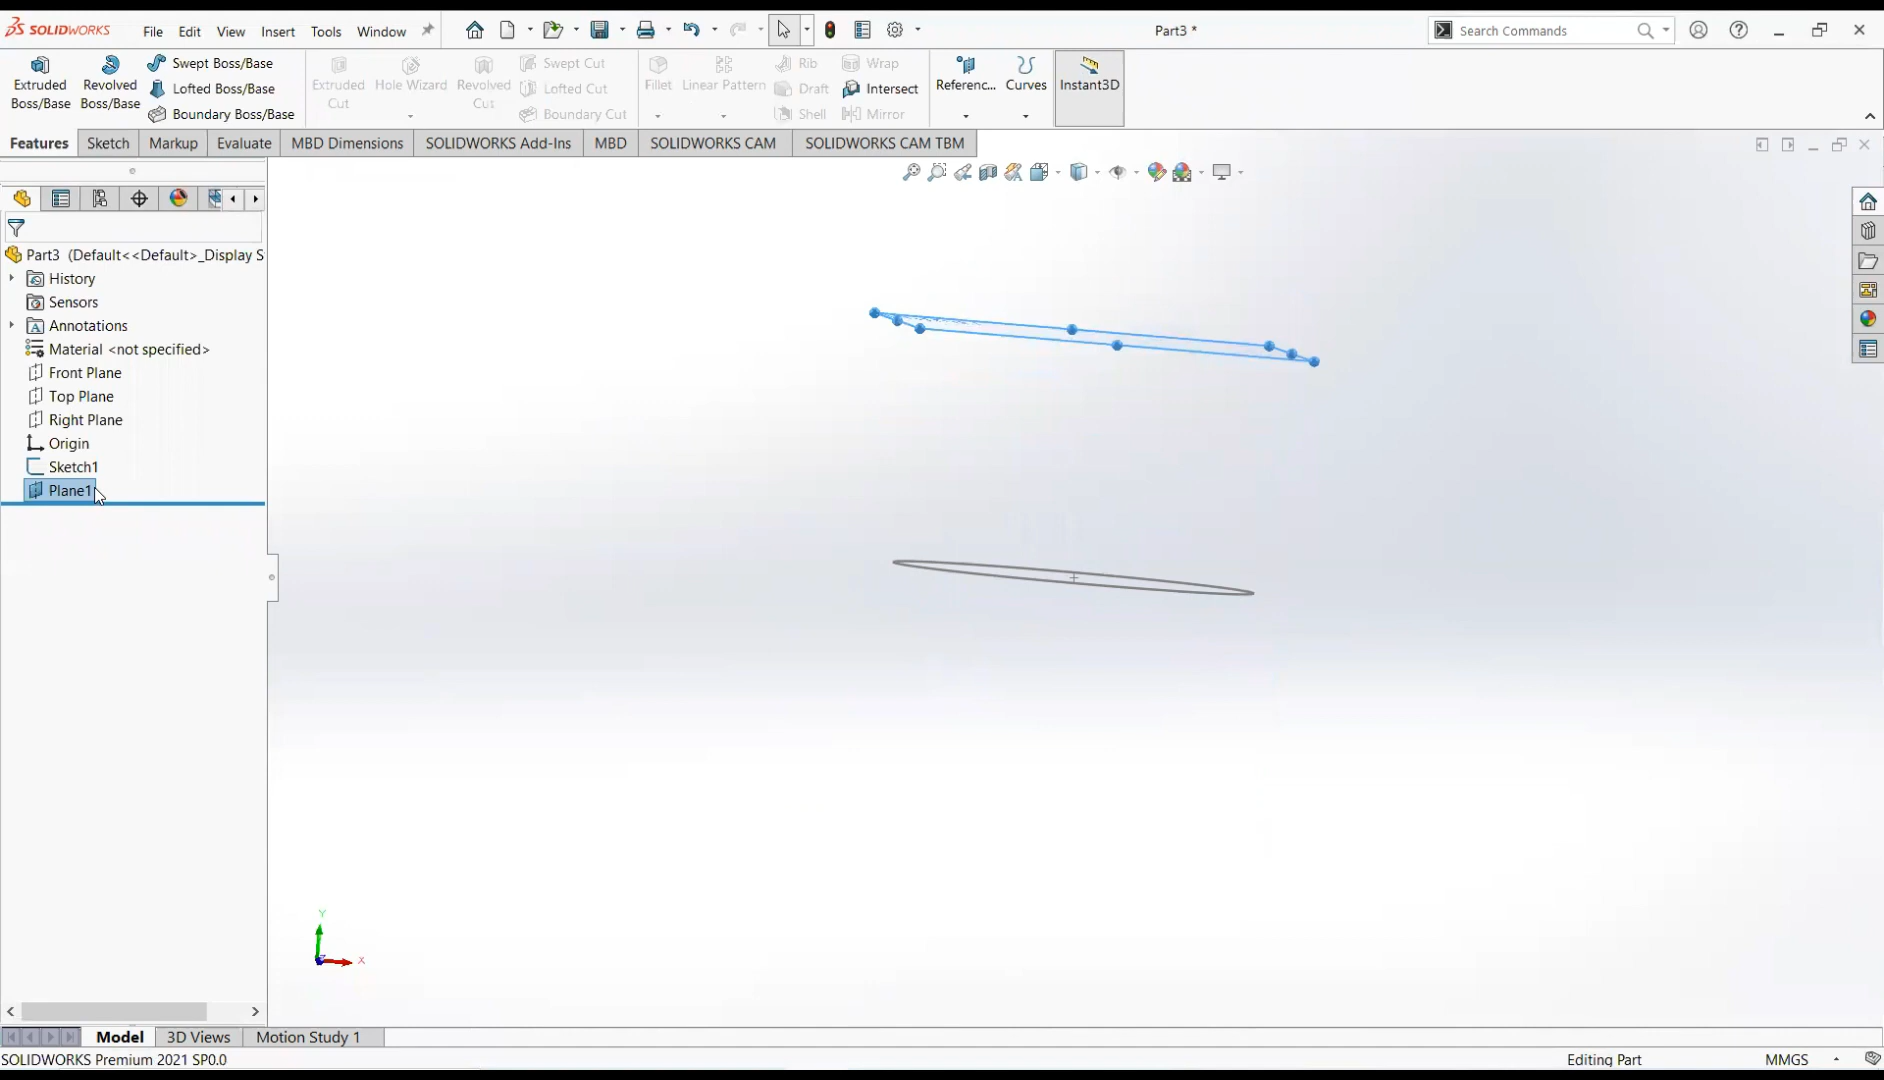 SOLIDWORKS File Edit View Insert Tools Window Part3 * Search Commands
Extruded Boss/Base
Revolved Boss/Base
Swept Boss/Base
Lofted Boss/Base
Boundary Boss/Base
Extruded Cut
Hole Wizard
Revolved Cut
Swept Cut
Lofted Cut
Boundary Cut
Fillet
Linear Pattern
Rib
Draft
Shell
Wrap
Intersect
Mirror
Referenc...
Curves
Instant3D
Features Sketch Markup Evaluate MBD Dimensions SOLIDWORKS Add-Ins MBD SOLIDWORKS CAM SOLIDWORKS CAM TBM
Part3 (Default<<Default>_Display S
History
Sensors
Annotations
Material <not specified>
Front Plane
Top Plane
Right Plane
Origin
Sketch1
Plane1
Y
X
Model 3D Views Motion Study 1
SOLIDWORKS Premium 2021 SP0.0 Editing Part MMGS